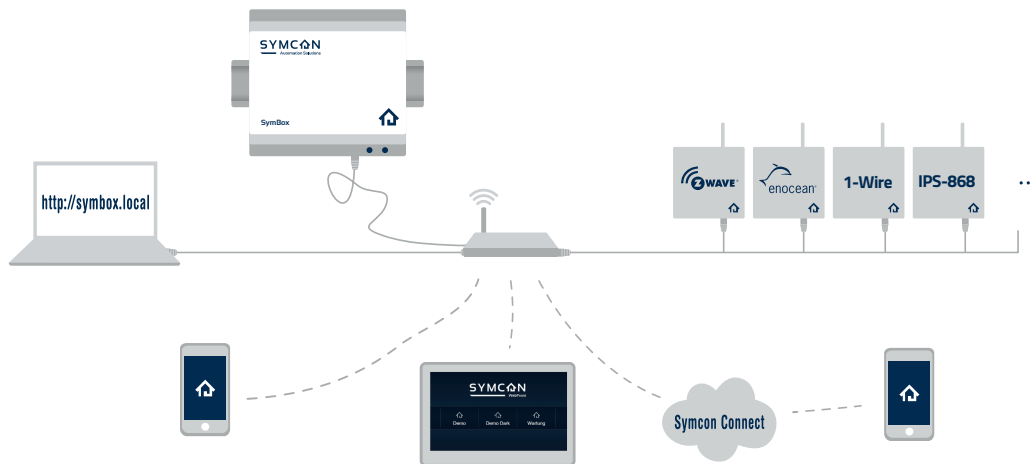 SYMCON
Automation Solutions
SymBox
http://symbox.local
Z WAVE
enocean®
1-Wire
IPS-868
..
SYMCON
WebFront
Demo
Demo Dark
Wartung
Symcon Connect